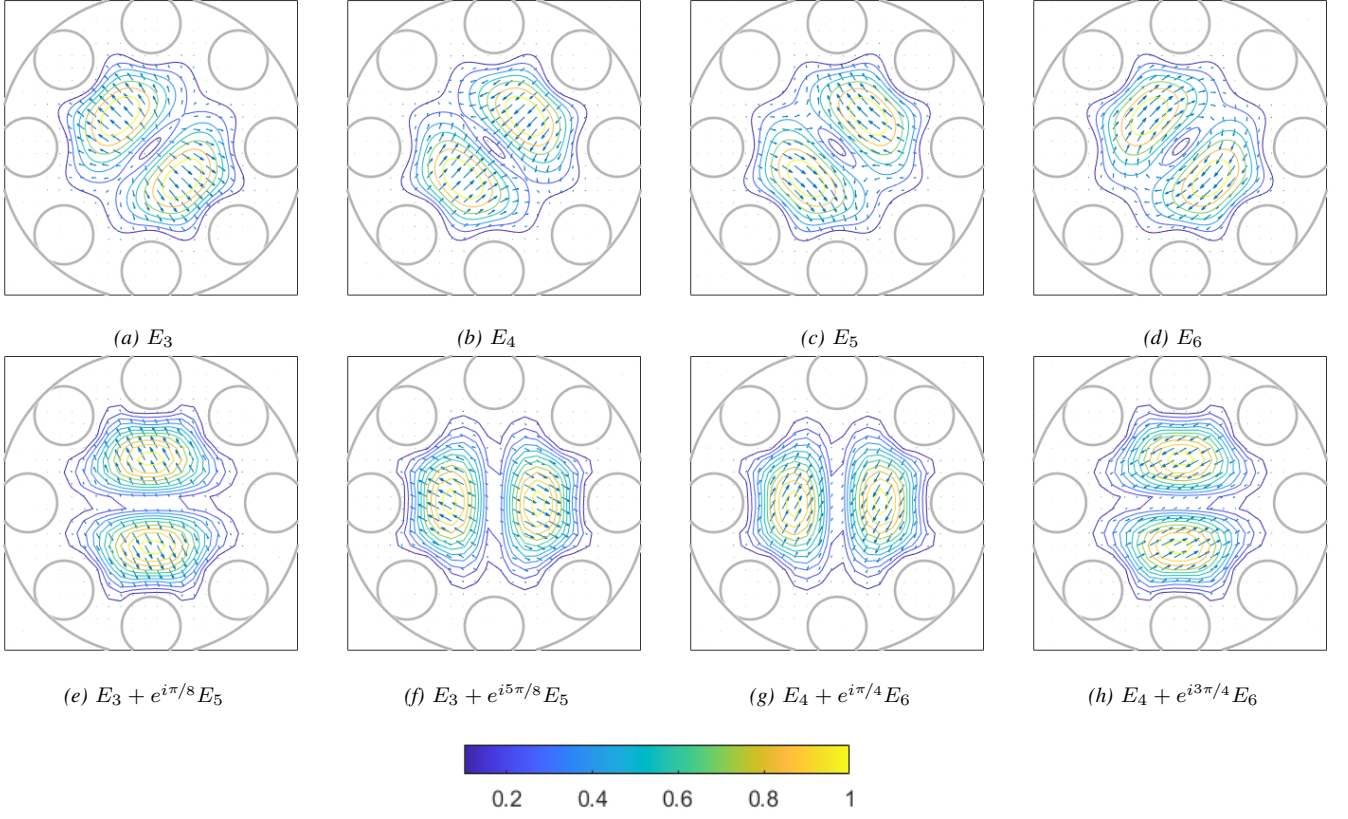 (a) E₃ (b) E₄ (c) E₅ (d) E₆
(e) E₃ + e^{iπ/8}E₅ (f) E₃ + e^{i5π/8}E₅ (g) E₄ + e^{iπ/4}E₆ (h) E₄ + e^{i3π/4}E₆
0.2 0.4 0.6 0.8 1